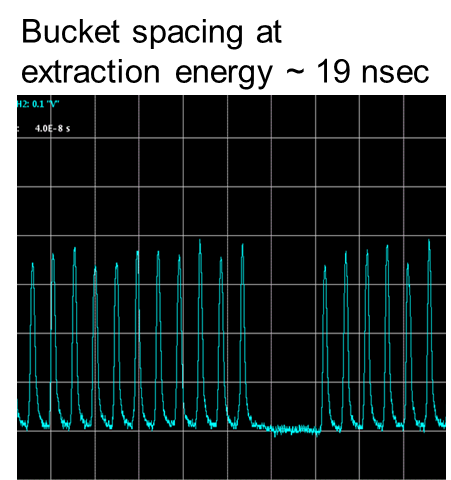 Bucket spacing at
extraction energy ~ 19 nsec
H2: 0.1 "V"
: 4.0E-8 s